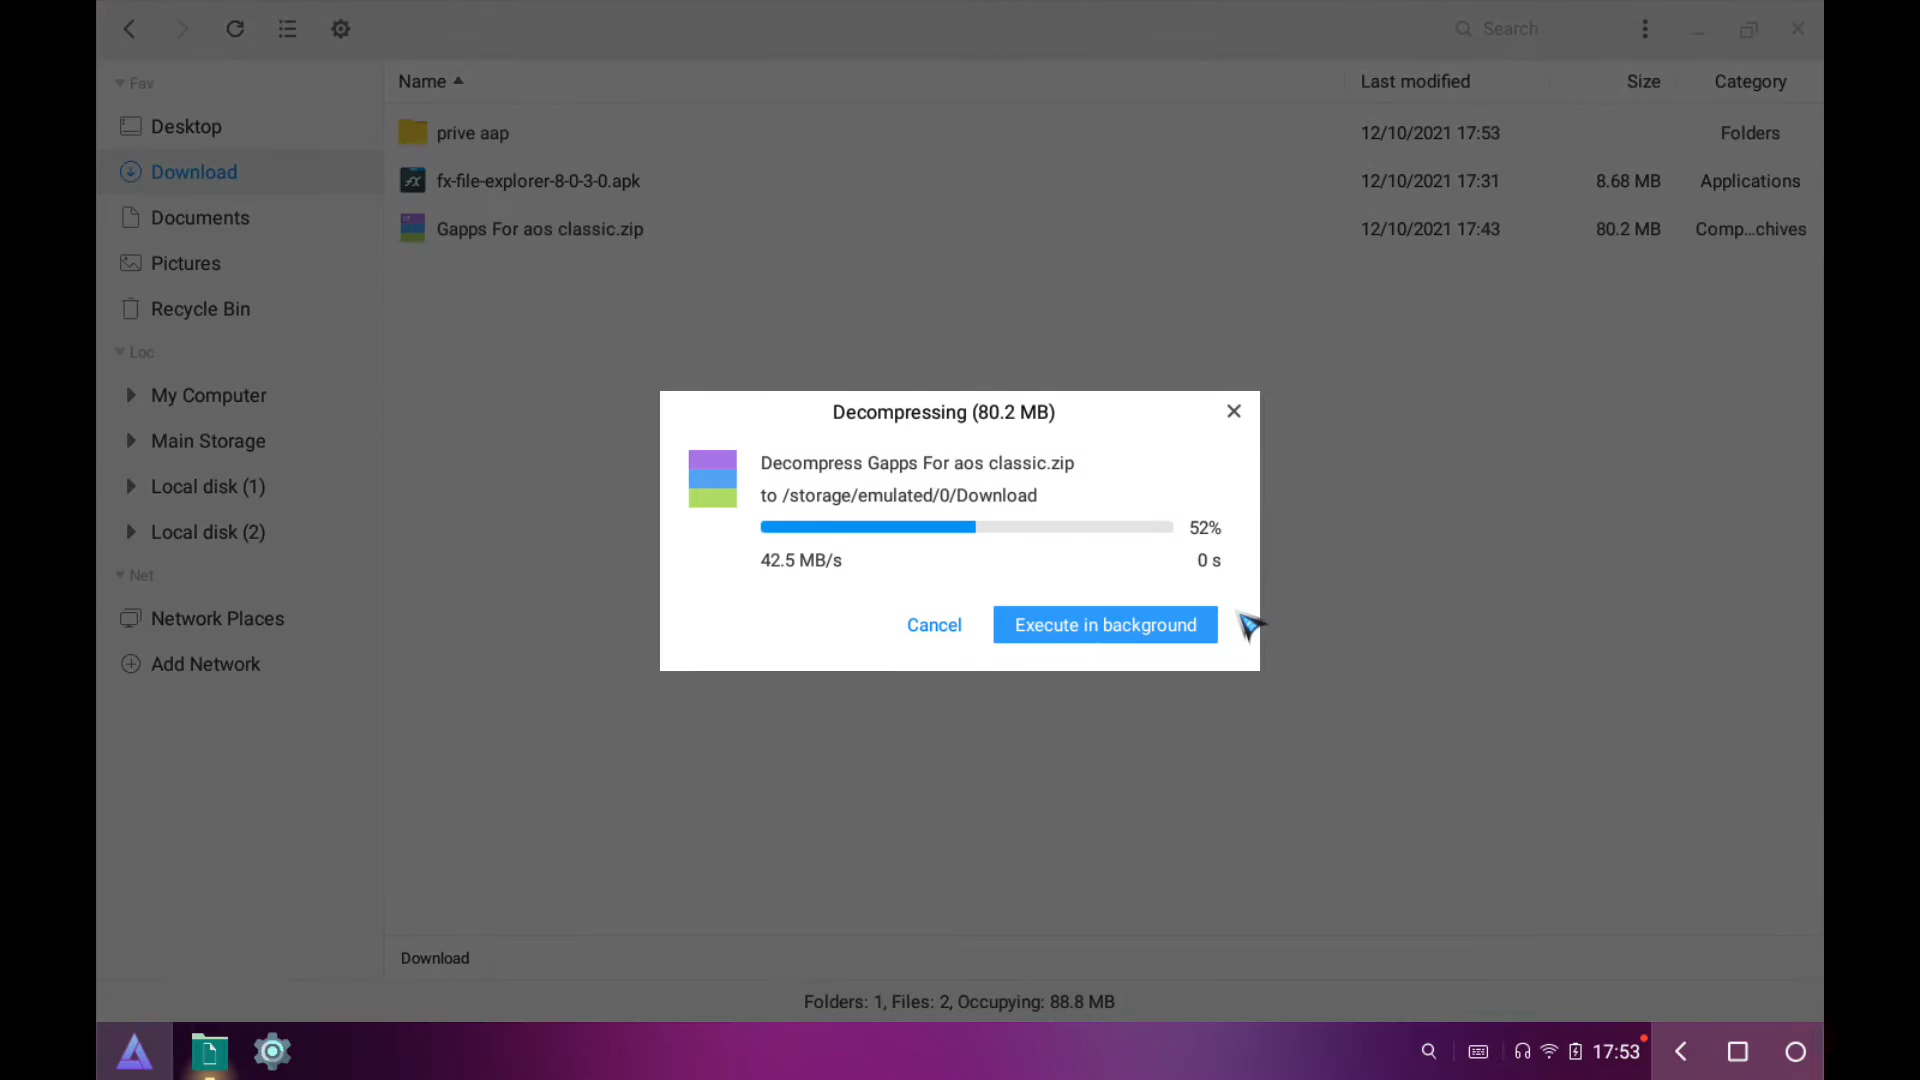 Search
Fav
Desktop
Download
Documents
Pictures
Recycle Bin
Loc
My Computer
Main Storage
Local disk (1)
Local disk (2)
Net
Network Places
Add Network
Name Last modified Size Category
prive aap 12/10/2021 17:53 Folders
fx-file-explorer-8-0-3-0.apk 12/10/2021 17:31 8.68 MB Applications
Gapps For aos classic.zip 12/10/2021 17:43 80.2 MB Comp...chives
Decompressing (80.2 MB)
Decompress Gapps For aos classic.zip
to /storage/emulated/0/Download
52%
42.5 MB/s 0 s
Cancel Execute in background
Download
Folders: 1, Files: 2, Occupying: 88.8 MB
17:53